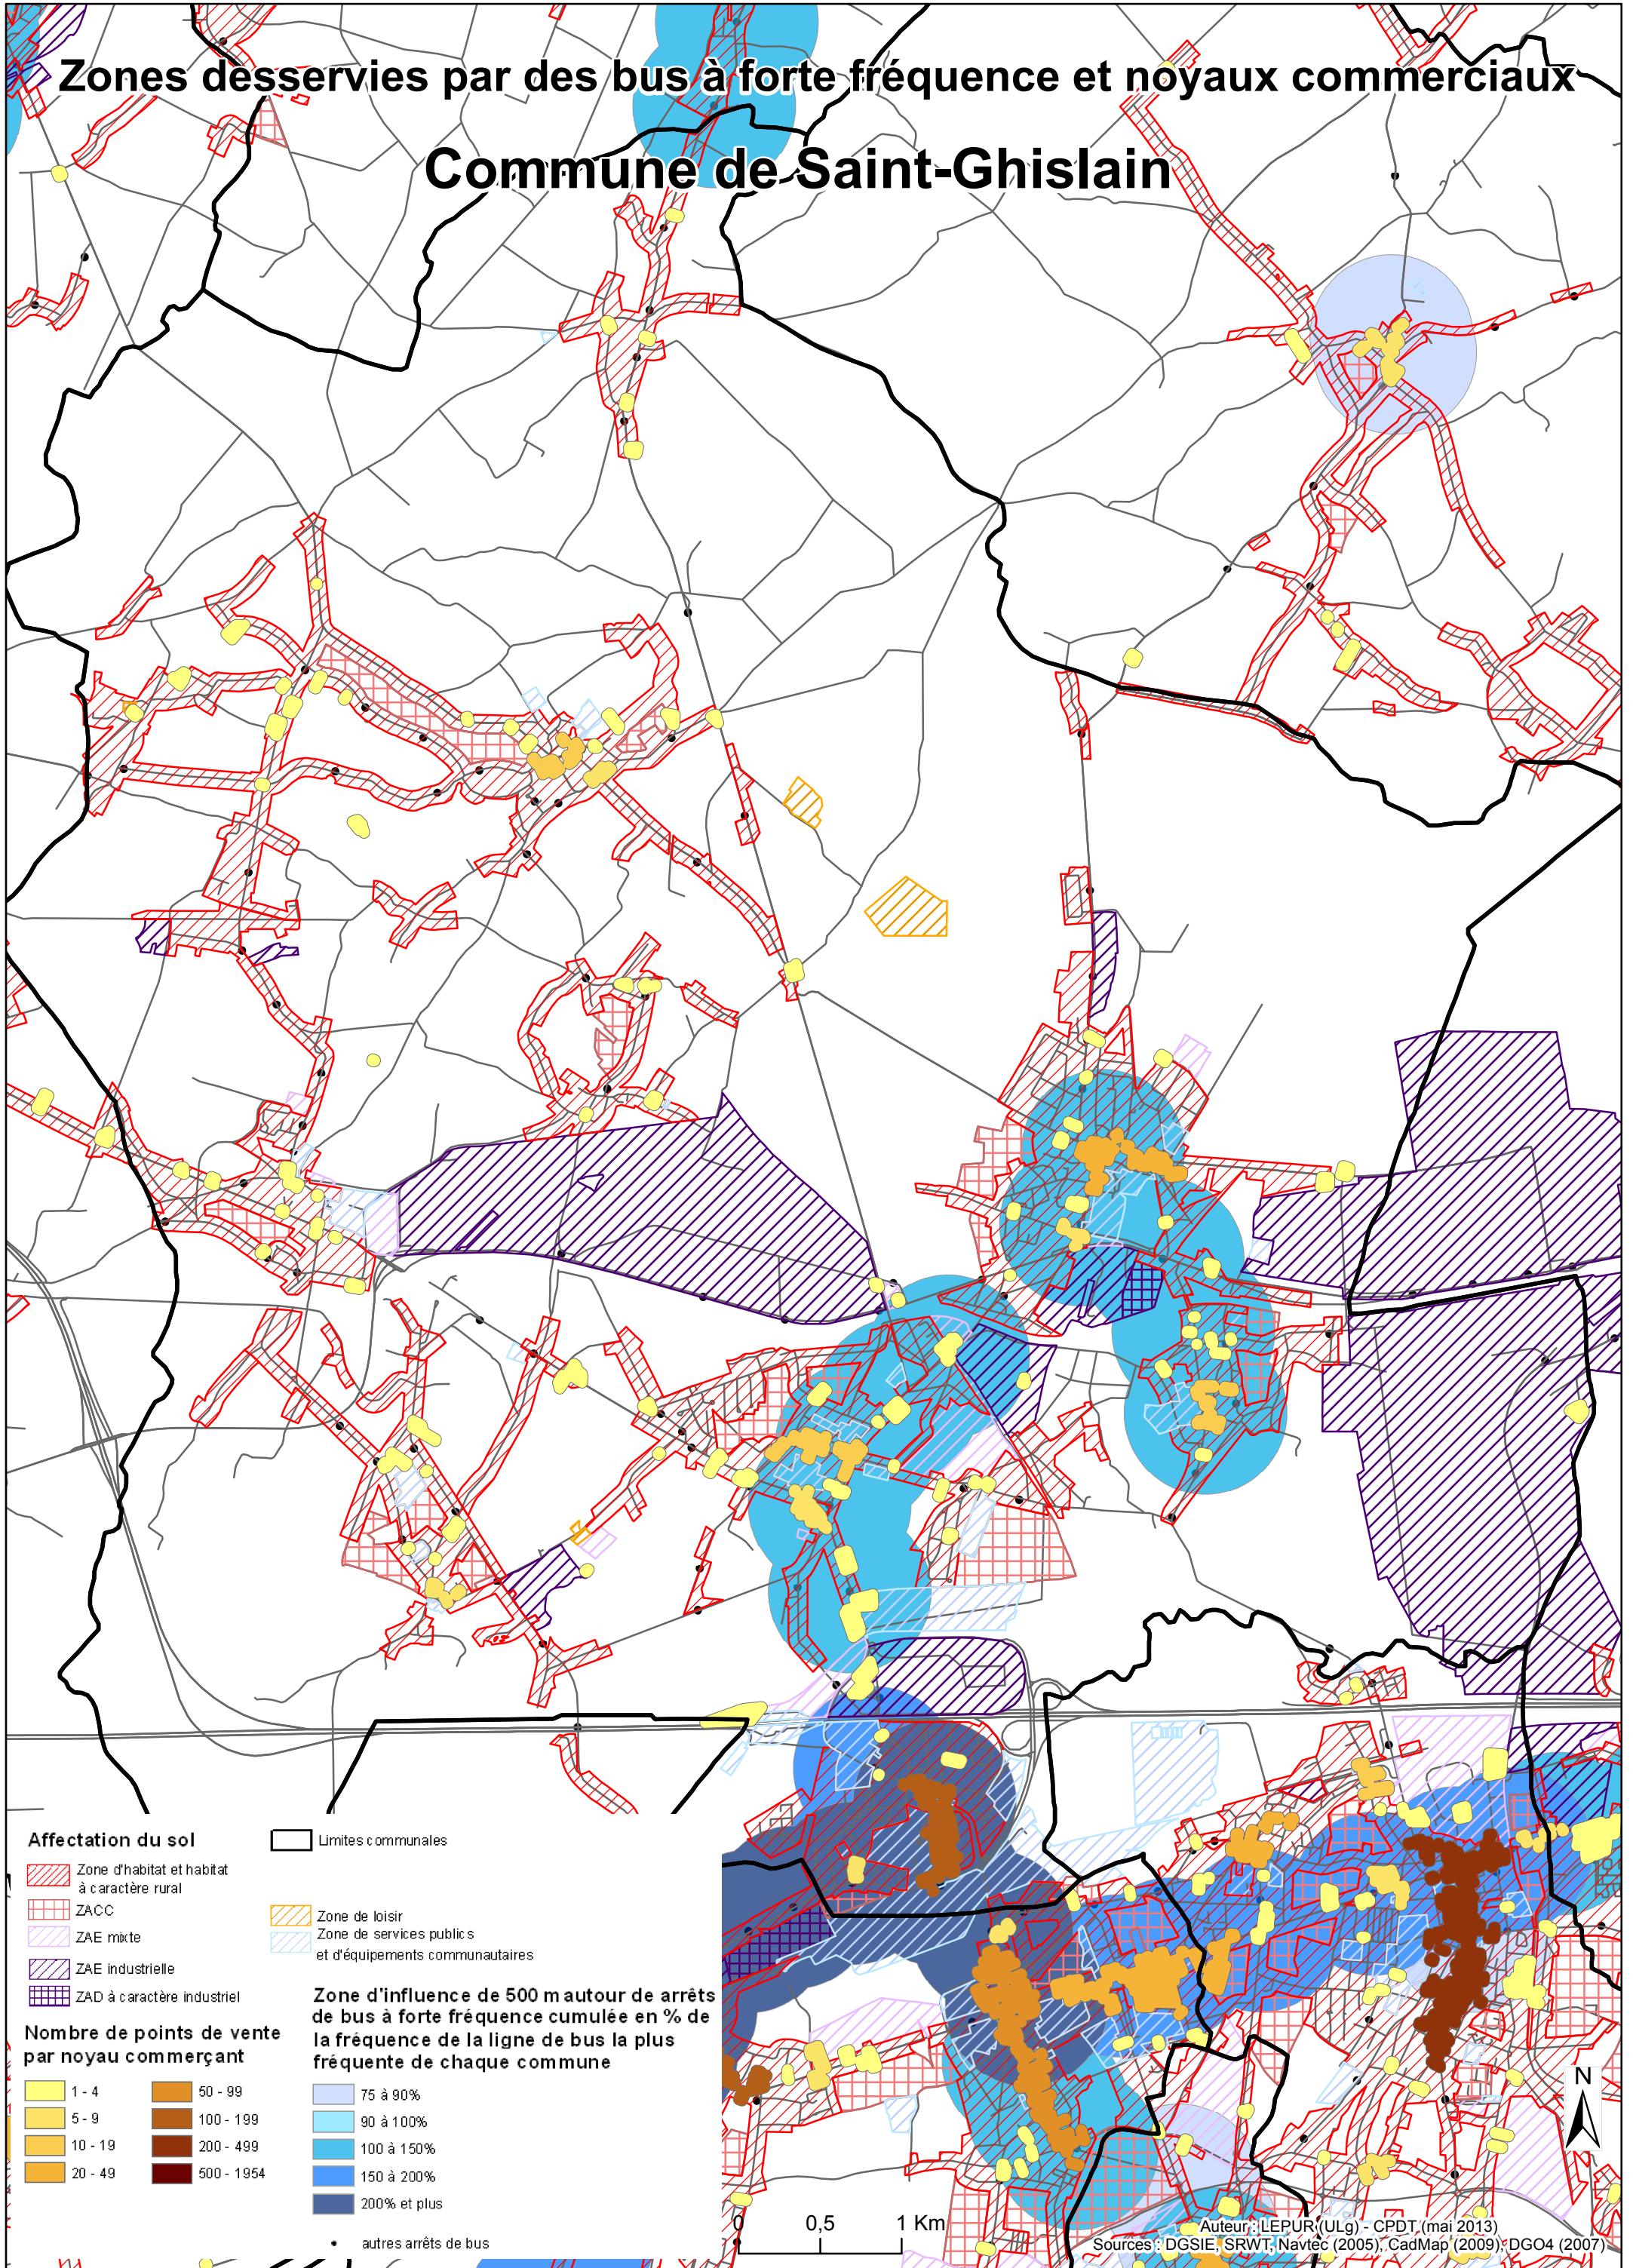 Zones desservies par des bus à forte fréquence et noyaux commerciaux
Commune de Saint-Ghislain
Affectation du sol
Zone d'habitat et habitat
à caractère rural
ZACC
ZAE mixte
ZAE industrielle
ZAD à caractère industriel
Limites communales
Zone de loisir
Zone de services publics
et d'équipements communautaires
Nombre de points de vente
par noyau commerçant
1 - 4
5 - 9
10 - 19
20 - 49
50 - 99
100 - 199
200 - 499
500 - 1954
Zone d'influence de 500 m autour de arrêts
de bus à forte fréquence cumulée en % de
la fréquence de la ligne de bus la plus
fréquente de chaque commune
75 à 90%
90 à 100%
100 à 150%
150 à 200%
200% et plus
autres arrêts de bus
0 0,5 1 Km
N
Auteur : LEPUR (ULg) - CPDT (mai 2013)
Sources : DGSIE, SRWT, Navtec (2005), CadMap (2009), DGO4 (2007)